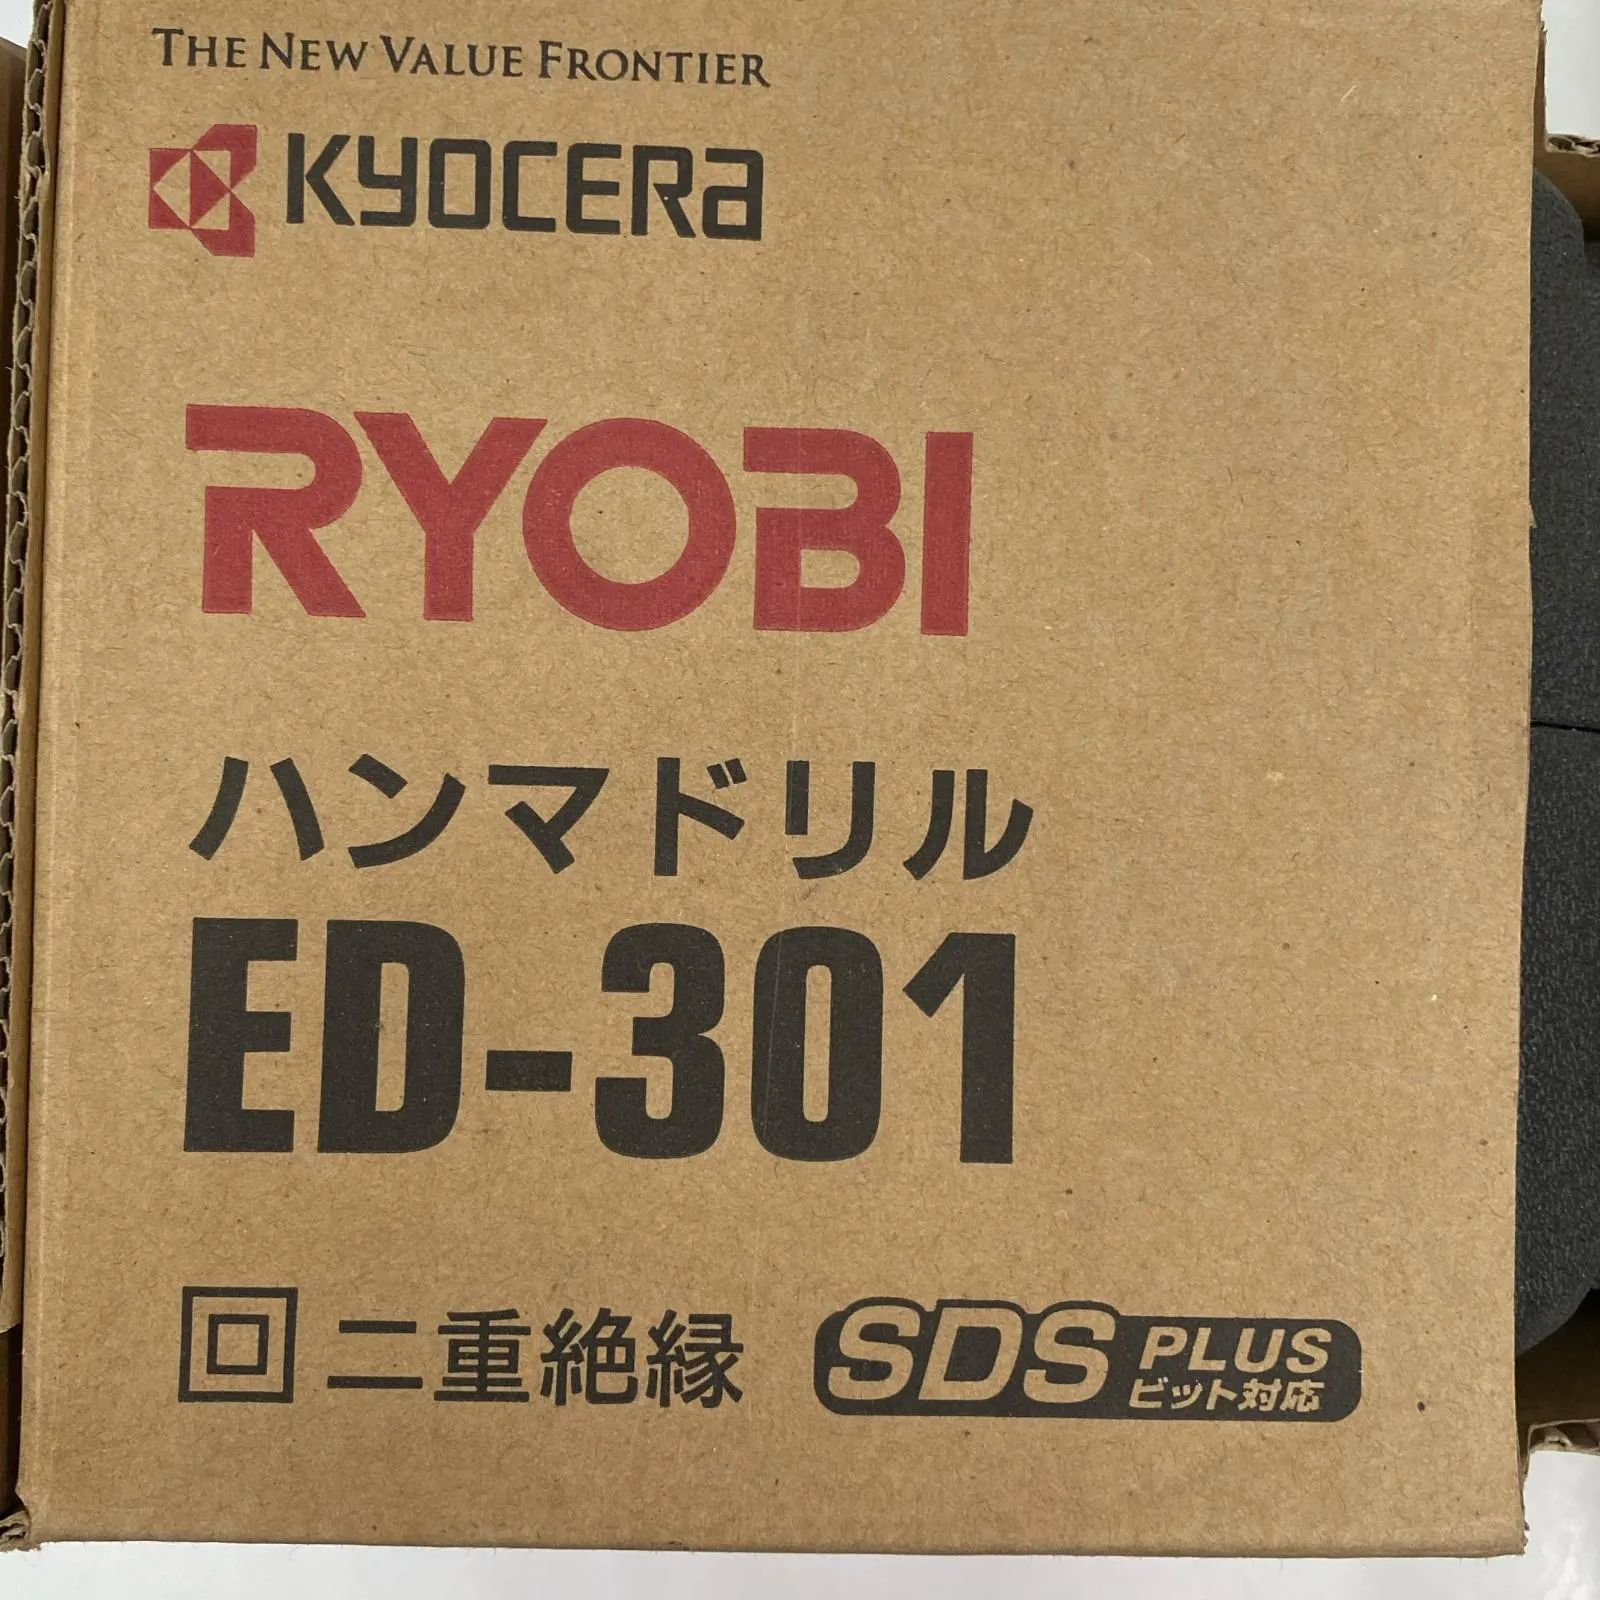 THE NEW VALUE FRONTIER
KYOCERA
RYOBI
ハンマドリル
ED-301
二重絶縁
SDS PLUS
ビット対応